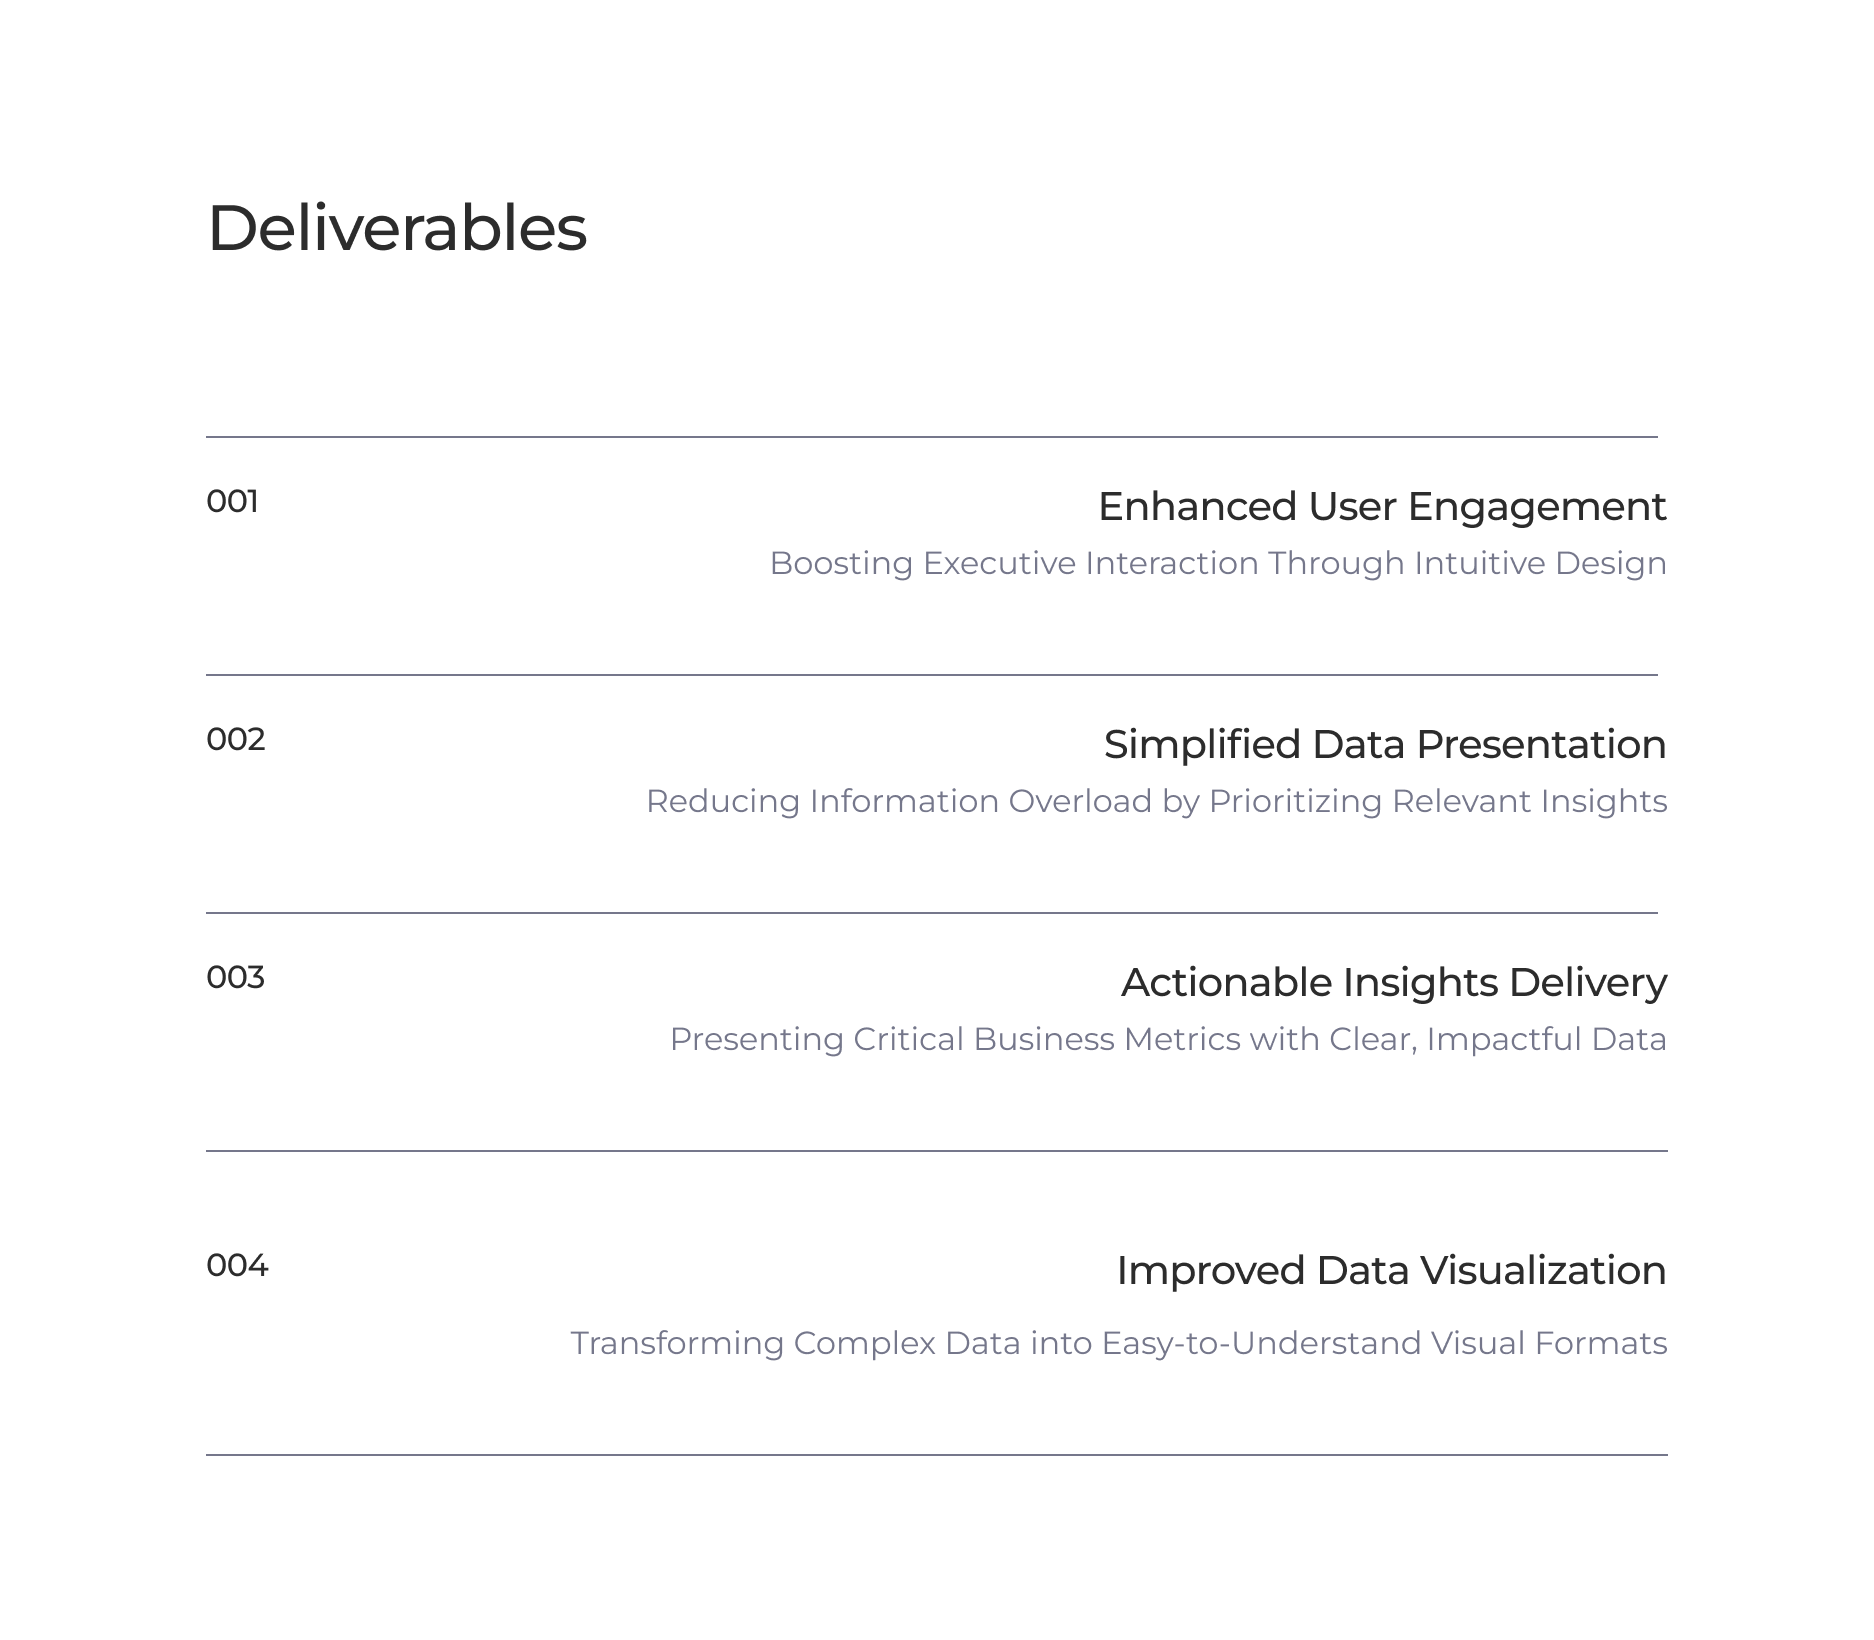 Deliverables
001
Enhanced User Engagement
Boosting Executive Interaction Through Intuitive Design
002
Simplified Data Presentation
Reducing Information Overload by Prioritizing Relevant Insights
003
Actionable Insights Delivery
Presenting Critical Business Metrics with Clear, Impactful Data
004
Improved Data Visualization
Transforming Complex Data into Easy-to-Understand Visual Formats